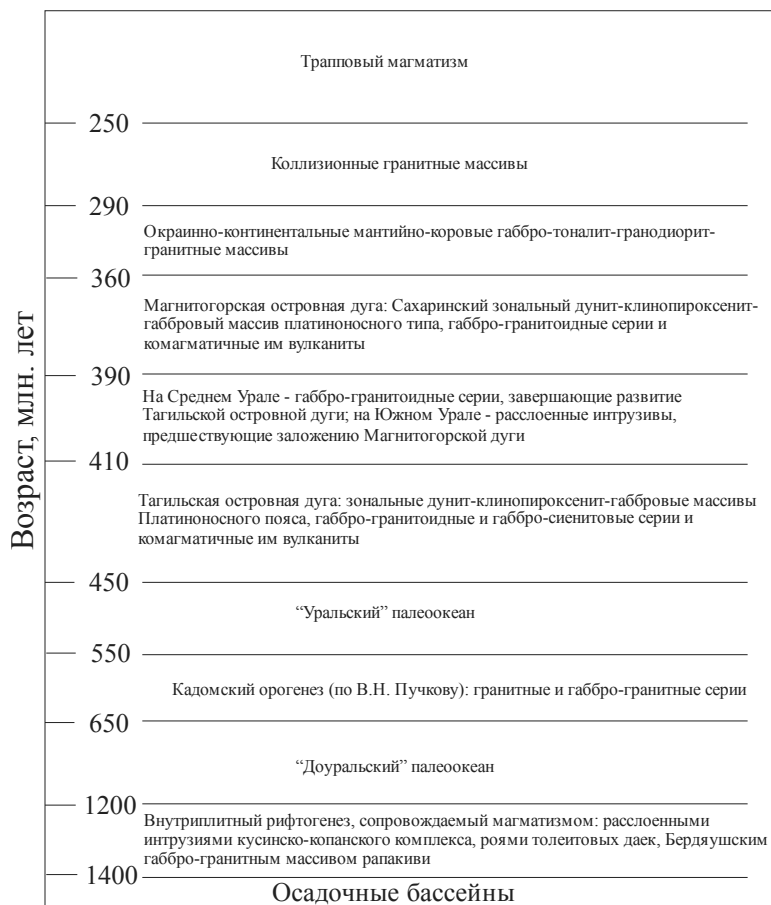 Трапповый магматизм
250
Коллизионные гранитные массивы
290
Окраинно-континентальные мантийно-коровые габбро-тоналит-гранодиорит-
гранитные массивы
360
Магнитогорская островная дуга: Сахаринский зональный дунит-клинопироксенит-
габбровый массив платиноносного типа, габбро-гранитоидные серии и
комагматичные им вулканиты
390
На Среднем Урале - габбро-гранитоидные серии, завершающие развитие
Тагильской островной дуги; на Южном Урале - расслоенные интрузивы,
предшествующие заложению Магнитогорской дуги
410
Тагильская островная дуга: зональные дунит-клинопироксенит-габбровые массивы
Платиноносного пояса, габбро-гранитоидные и габбро-сиенитовые серии и
комагматичные им вулканиты
450
“Уральский” палеоокеан
550
Кадомский орогенез (по В.Н. Пучкову): гранитные и габбро-гранитные серии
650
“Доуральский” палеоокеан
1200
Внутриплитный рифтогенез, сопровождаемый магматизмом: расслоенными
интрузиями кусинско-копанского комплекса, роями толеитовых даек, Бердяушским
габбро-гранитным массивом рапакиви
1400
Осадочные бассейны
Возраст, млн. лет